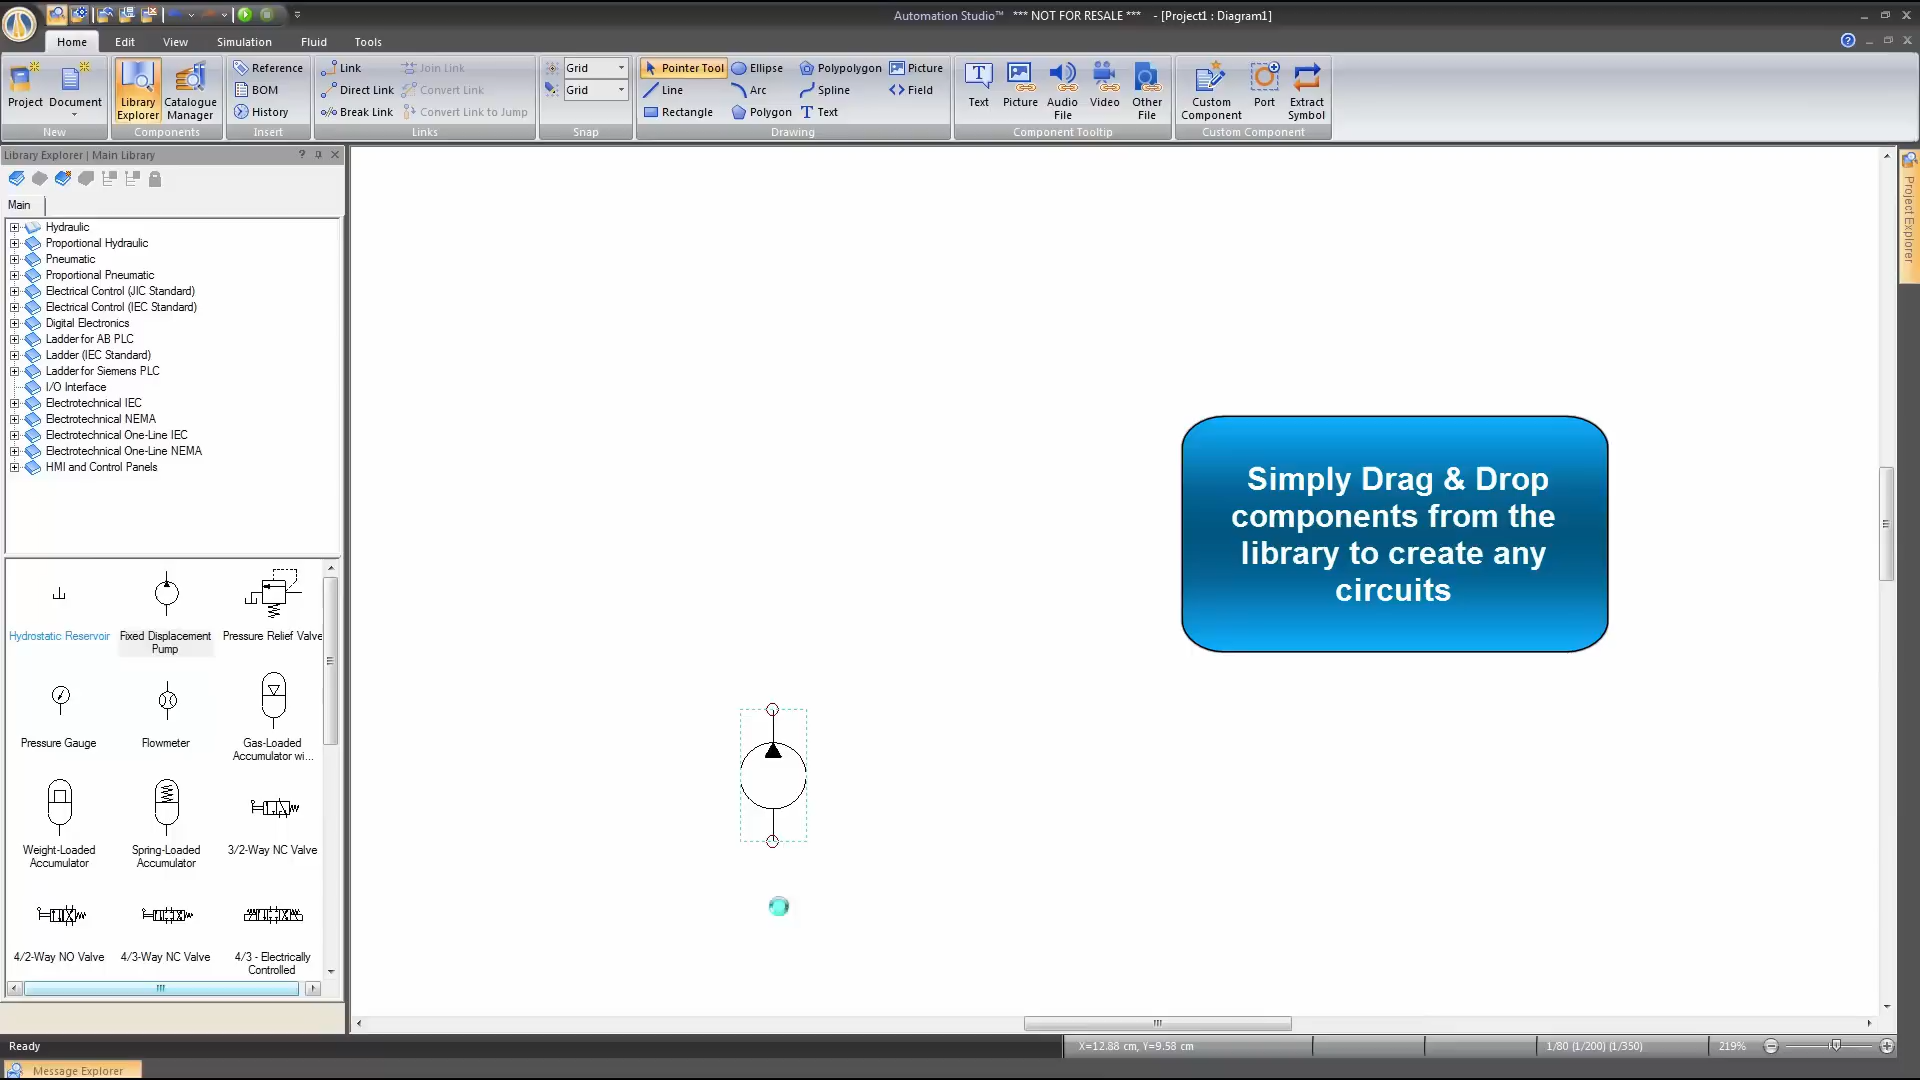 Automation Studio™ *** NOT FOR RESALE *** - [Project1 : Diagram1]
Home Edit View Simulation Fluid Tools
Project Document
New
Library Explorer Catalogue Manager
Components
Reference
BOM
History
Insert
Link Join Link
Direct Link Convert Link
Break Link Convert Link to Jump
Links
Grid
Grid
Snap
Pointer Tool Ellipse Polypolygon Picture
Line Arc Spline Field
Rectangle Polygon Text
Drawing
Text Picture Audio File Video Other File
Component Tooltip
Custom Component Port Extract Symbol
Custom Component
Library Explorer | Main Library
Main
Hydraulic
Proportional Hydraulic
Pneumatic
Proportional Pneumatic
Electrical Control (JIC Standard)
Electrical Control (IEC Standard)
Digital Electronics
Ladder for AB PLC
Ladder (IEC Standard)
Ladder for Siemens PLC
I/O Interface
Electrotechnical IEC
Electrotechnical NEMA
Electrotechnical One-Line IEC
Electrotechnical One-Line NEMA
HMI and Control Panels
Hydrostatic Reservoir
Fixed Displacement
Pump
Pressure Relief Valve
Pressure Gauge
Flowmeter
Gas-Loaded
Accumulator wi...
Weight-Loaded
Accumulator
Spring-Loaded
Accumulator
3/2-Way NC Valve
4/2-Way NO Valve
4/3-Way NC Valve
4/3 - Electrically
Controlled
Simply Drag & Drop
components from the
library to create any
circuits
Project Explorer
Ready
X=12.88 cm, Y=9.58 cm
1/80 (1/200) (1/350)
219%
Message Explorer